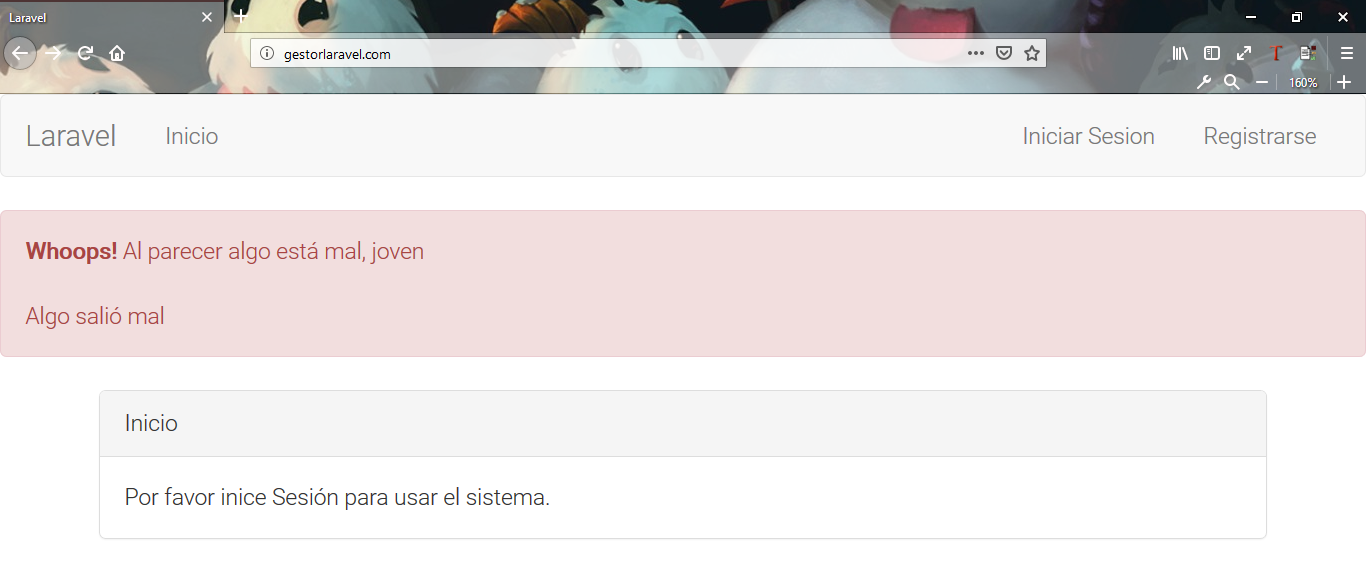 Laravel
gestorlaravel.com
160%
Laravel Inicio Iniciar Sesion Registrarse
Whoops! Al parecer algo está mal, joven
Algo salió mal
Inicio
Por favor inice Sesión para usar el sistema.